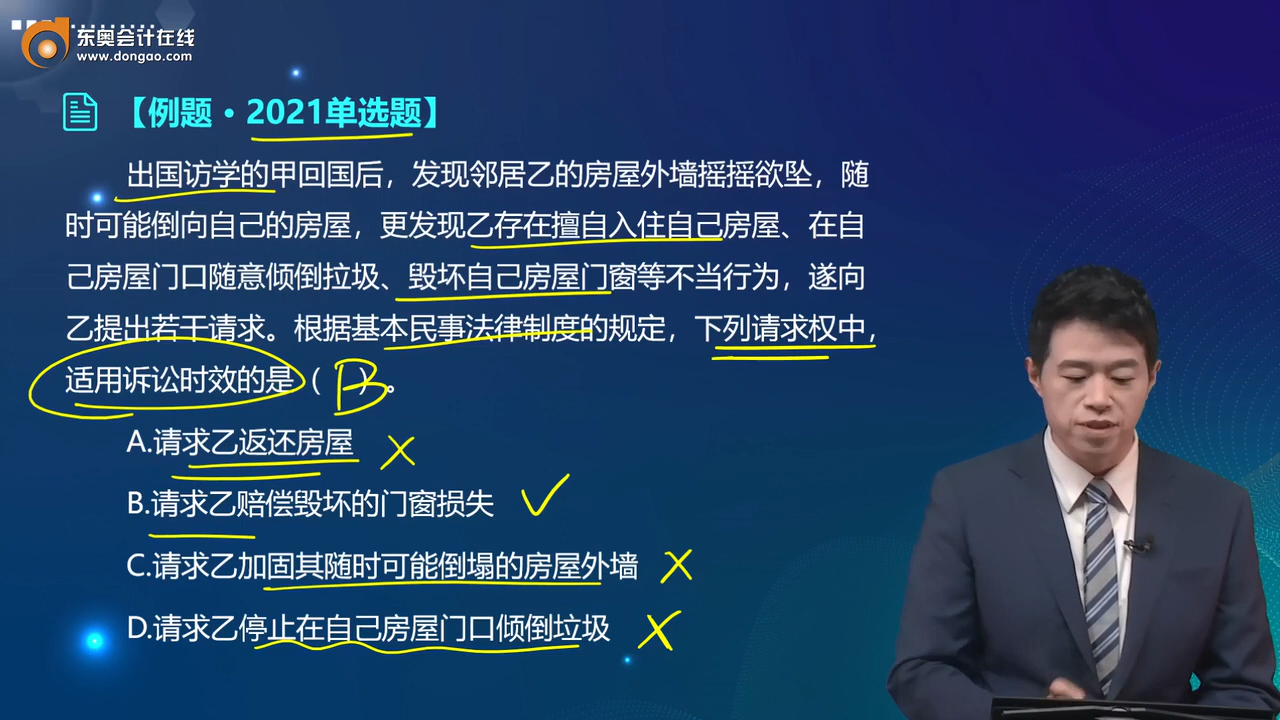 东奥会计在线
www.dongao.com
【例题·2021单选题】
出国访学的甲回国后，发现邻居乙的房屋外墙摇摇欲坠，随
时可能倒向自己的房屋，更发现乙存在擅自入住自己房屋、在自
己房屋门口随意倾倒拉圾、毁坏自己房屋门窗等不当行为，遂向
乙提出若干请求。根据基本民事法律制度的规定，下列请求权中，
适用诉讼时效的是（ B ）。
A.请求乙返还房屋
B.请求乙赔偿毁坏的门窗损失
C.请求乙加固其随时可能倒塌的房屋外墙
D.请求乙停止在自己房屋门口倾倒垃圾